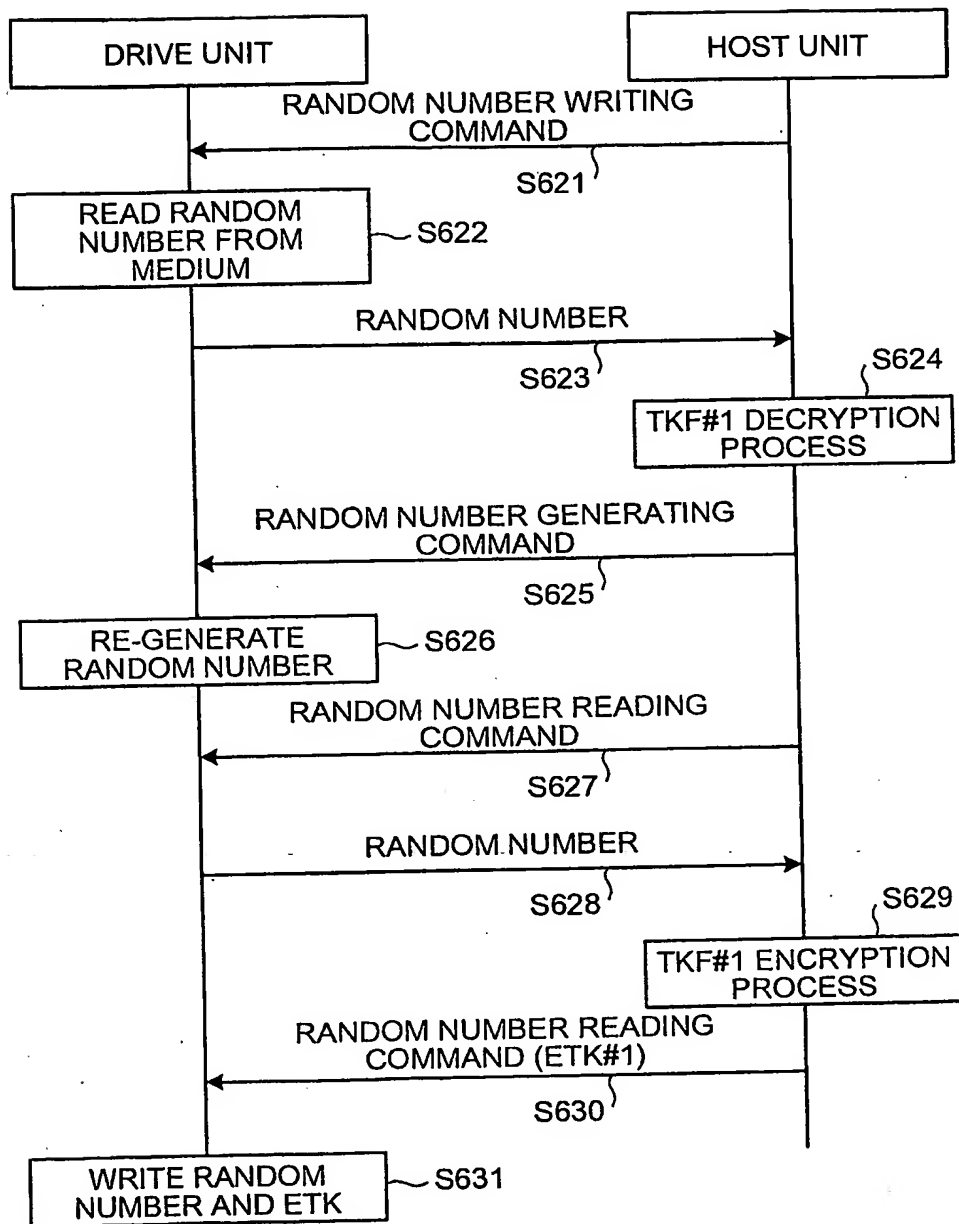 DRIVE UNIT
HOST UNIT
RANDOM NUMBER WRITING
COMMAND
S621
READ RANDOM
NUMBER FROM
MEDIUM
S622
RANDOM NUMBER
S623
S624
TKF#1 DECRYPTION
PROCESS
RANDOM NUMBER GENERATING
COMMAND
S625
RE-GENERATE
RANDOM NUMBER
S626
RANDOM NUMBER READING
COMMAND
S627
RANDOM NUMBER
S628
S629
TKF#1 ENCRYPTION
PROCESS
RANDOM NUMBER READING
COMMAND (ETK#1)
S630
WRITE RANDOM
NUMBER AND ETK
S631